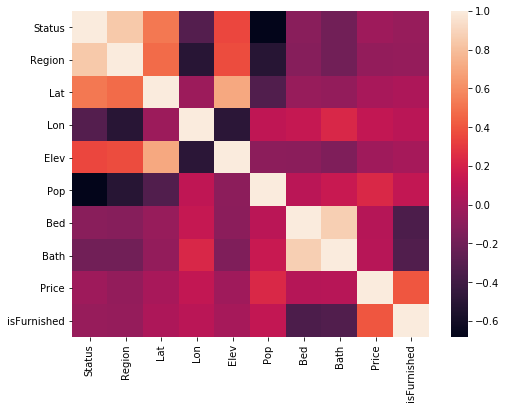 Status
Region
Lat
Lon
Elev
Pop
Bed
Bath
Price
isFurnished
Status
Region
Lat
Lon
Elev
Pop
Bed
Bath
Price
isFurnished
1.0
0.8
0.6
0.4
0.2
0.0
−0.2
−0.4
−0.6